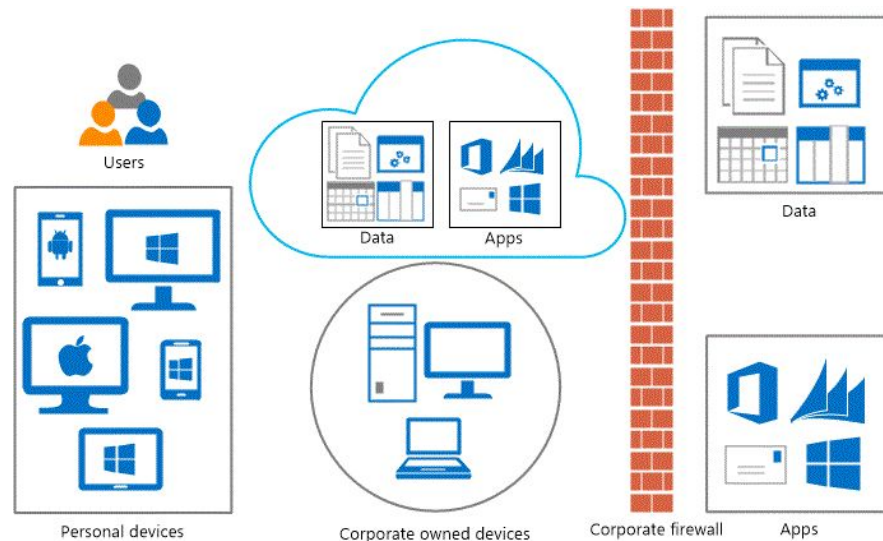 Users
Data
Apps
Data
Personal devices
Corporate owned devices
Corporate firewall
Apps